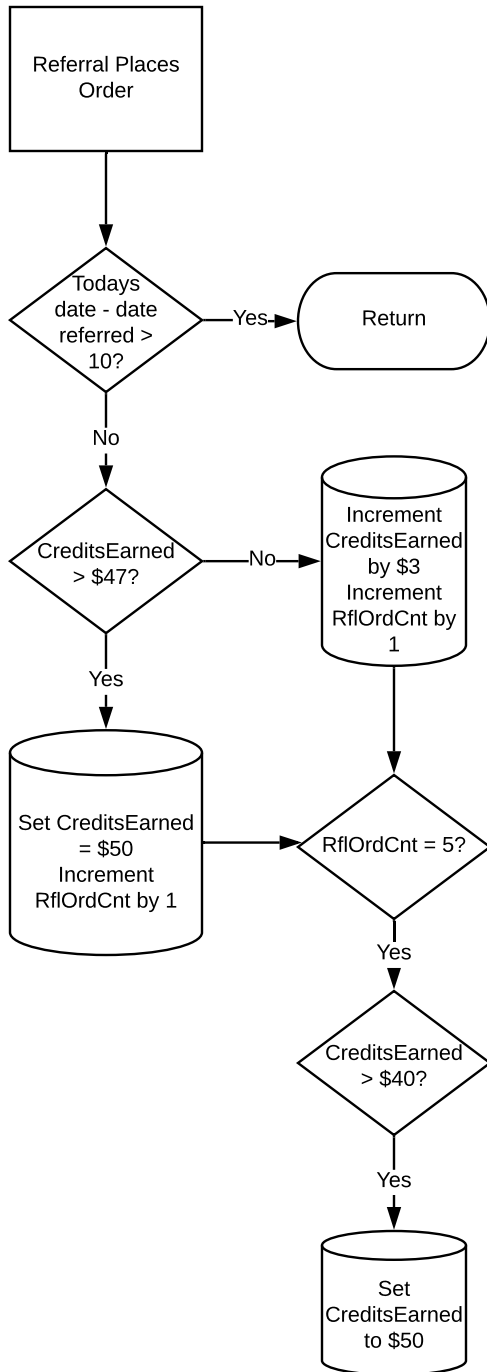 Referral Places
Order
Todays
date - date
referred >
10?
Yes
Return
No
CreditsEarned
> $47?
No
Increment
CreditsEarned
by $3
Increment
RflOrdCnt by
1
Yes
Set CreditsEarned
= $50
Increment
RflOrdCnt by 1
RflOrdCnt = 5?
Yes
CreditsEarned
> $40?
Yes
Set
CreditsEarned
to $50